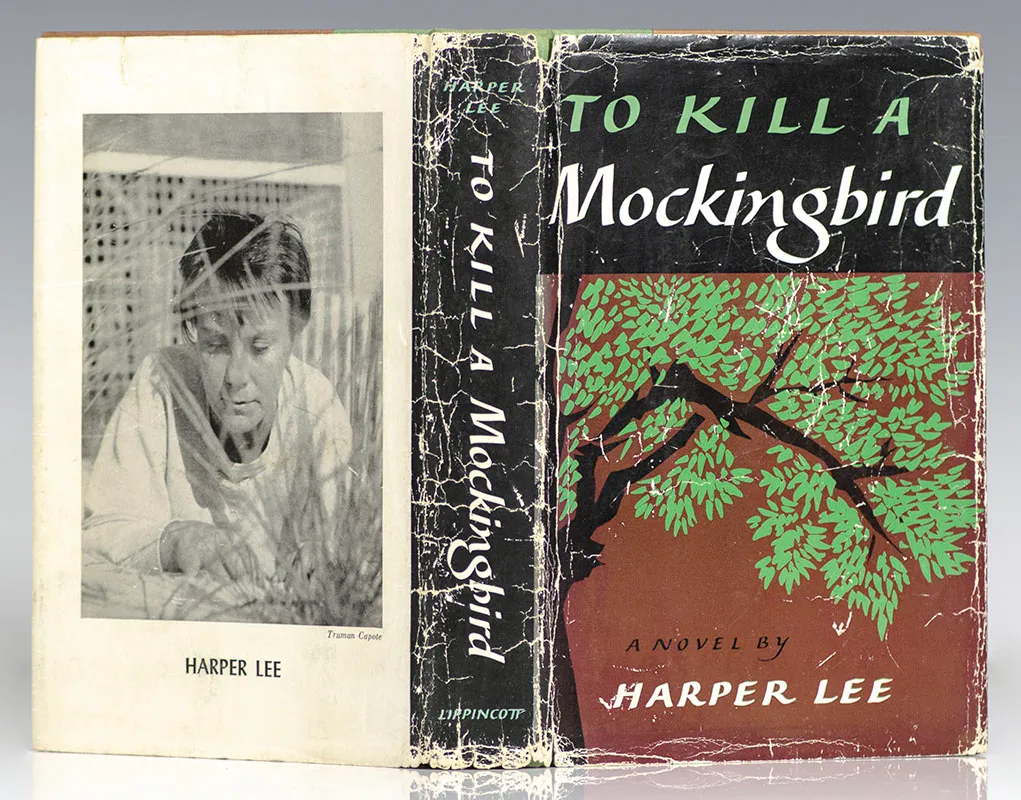 Truman Capote
HARPER LEE
HARPER
LEE
TO KILL A Mockingbird
LIPPINCOTT
TO KILL A
Mockingbird
A NOVEL BY
HARPER LEE